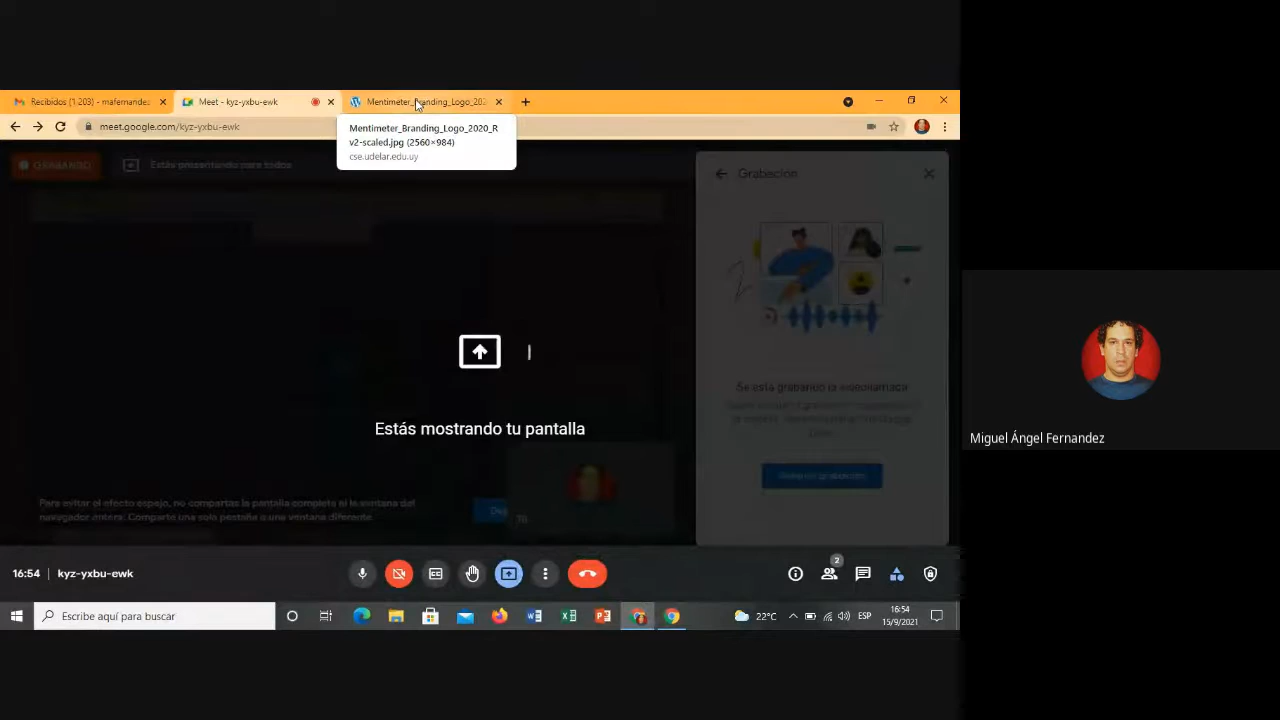 Recibidos (1.203) - mafernandez
Meet - kyz-yxbu-ewk
Mentimeter_Branding_Logo_202
meet.google.com/kyz-yxbu-ewk
Mentimeter_Branding_Logo_2020_R
v2-scaled.jpg (2560×984)
cse.udelar.edu.uy
GRABANDO
Estás presentando para todos
Grabación
Estás mostrando tu pantalla
Se está grabando la videollamada
Para evitar el efecto espejo, no compartas la pantalla completa ni la ventana del
navegador entera. Comparte una sola pestaña o una ventana diferente.
Tú
16:54
kyz-yxbu-ewk
2
Escribe aquí para buscar
22°C
ESP
16:54
15/9/2021
Miguel Ángel Fernandez